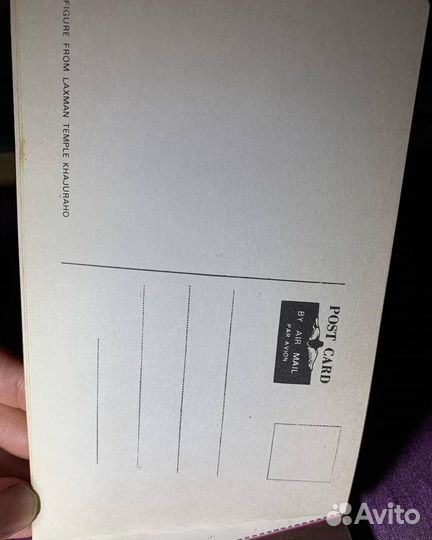 FIGURE FROM LAXMAN TEMPLE KHAJURAHO
POST CARD
BY AIR MAIL
PAR AVION
Avito